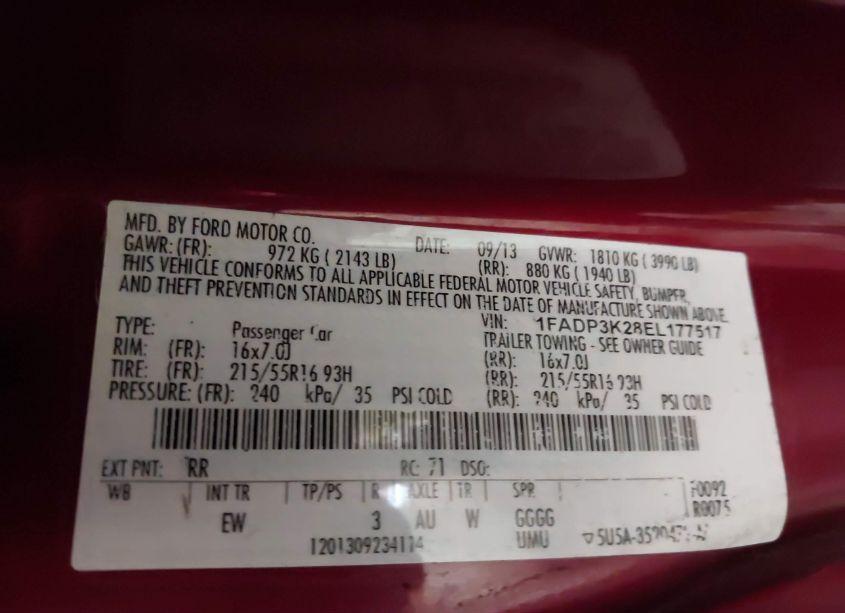 MFD. BY FORD MOTOR CO. DATE: 09/13 GVWR: 1810 KG ( 3990 LB)
GAWR: (FR): 972 KG ( 2143 LB) (RR): 880 KG ( 1940 LB)
THIS VEHICLE CONFORMS TO ALL APPLICABLE FEDERAL MOTOR VEHICLE SAFETY, BUMPER,
AND THEFT PREVENTION STANDARDS IN EFFECT ON THE DATE OF MANUFACTURE SHOWN ABOVE.
VIN: 1FADP3K28EL177517
TYPE: Passenger Car TRAILER TOWING - SEE OWNER GUIDE
RIM: (FR): 16x7.0J (RR): 16x7.0J
TIRE: (FR): 215/55R16 93H (RR): 215/55R16 93H
PRESSURE: (FR): 240 kPa/ 35 PSI COLD (RR): 240 kPa/ 35 PSI COLD
EXT PNT: RR RC: 71 DSO:
WB INT TR TP/PS R AXLE TR SPR F0092
EW 3 AU W GGGG R0075
1201309234114 UMU